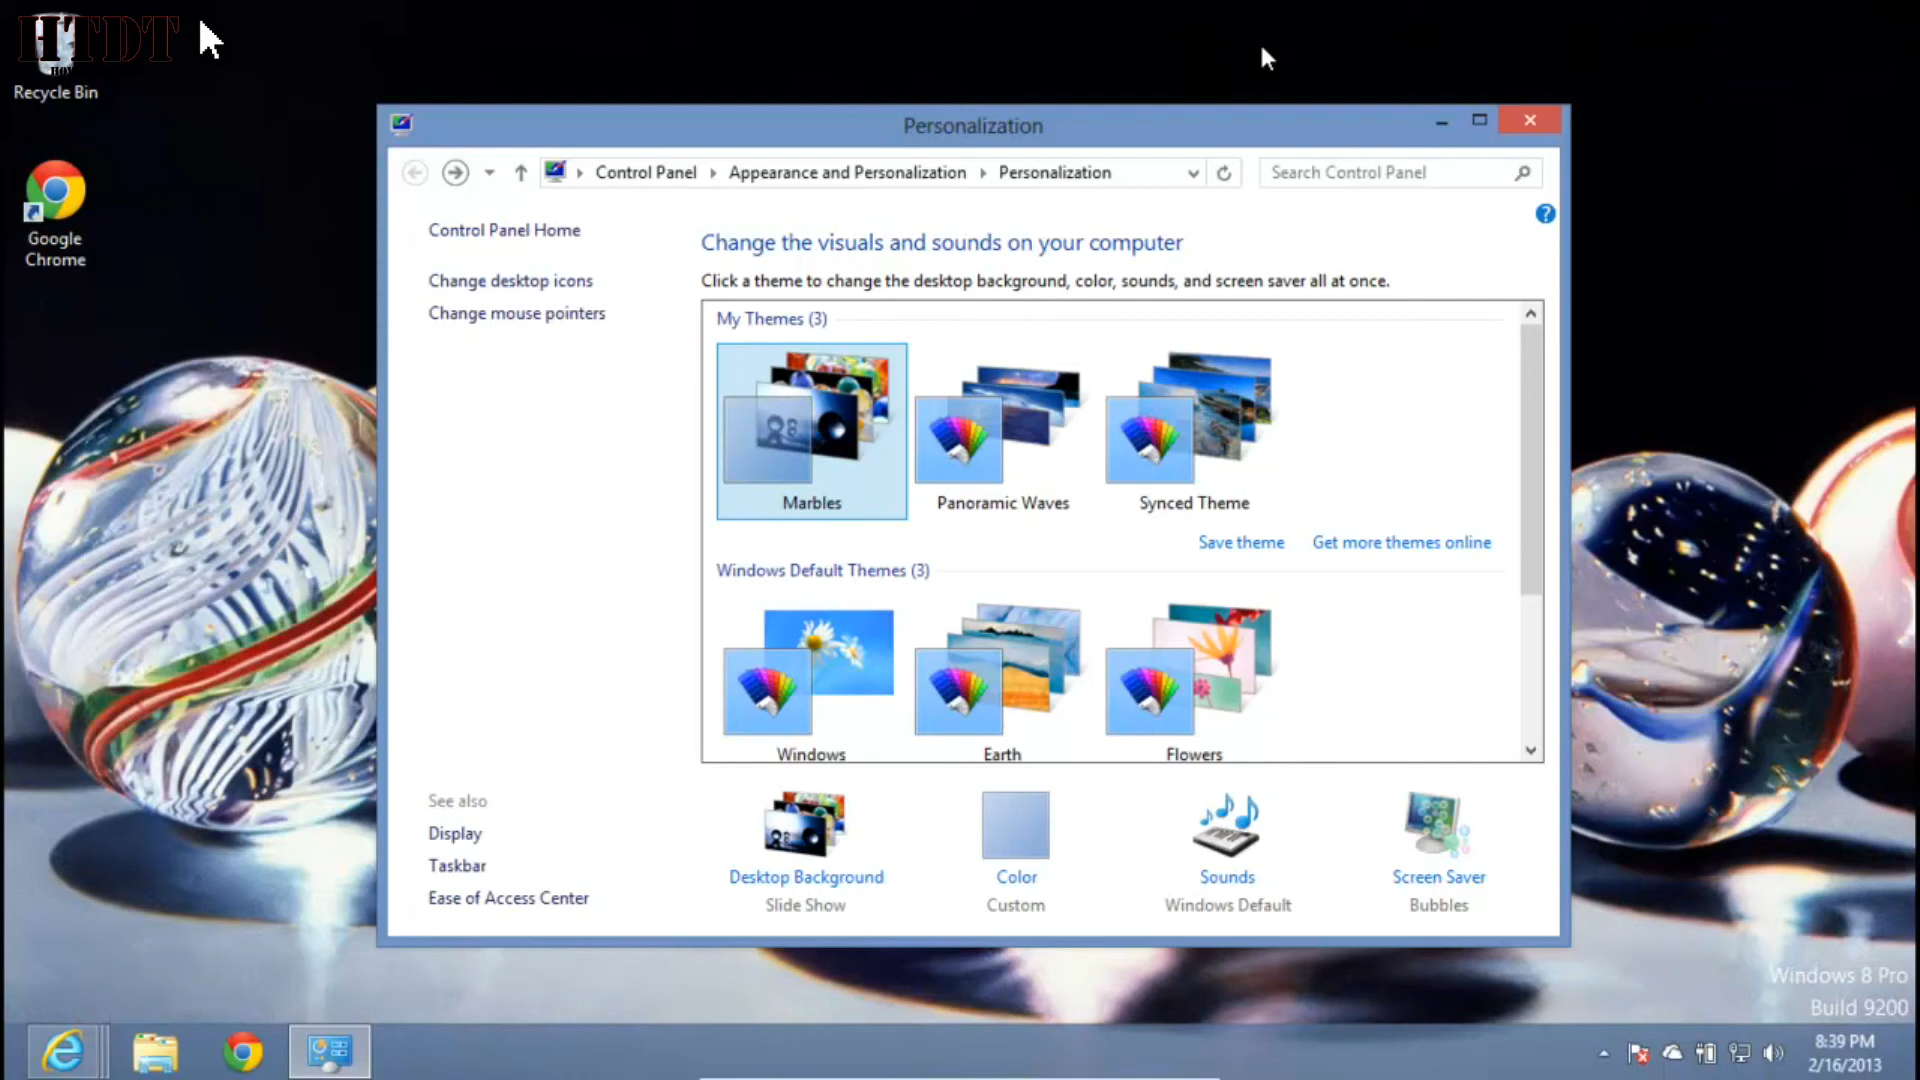 HTDT
Recycle Bin
Google
Chrome
Personalization
Control Panel
Appearance and Personalization
Personalization
Search Control Panel
?
Control Panel Home
Change desktop icons
Change mouse pointers
Change the visuals and sounds on your computer
Click a theme to change the desktop background, color, sounds, and screen saver all at once.
My Themes (3)
Marbles
Panoramic Waves
Synced Theme
Save theme
Get more themes online
Windows Default Themes (3)
Windows
Earth
Flowers
See also
Display
Taskbar
Ease of Access Center
Desktop Background
Slide Show
Color
Custom
Sounds
Windows Default
Screen Saver
Bubbles
Windows 8 Pro
Build 9200
8:39 PM
2/16/2013